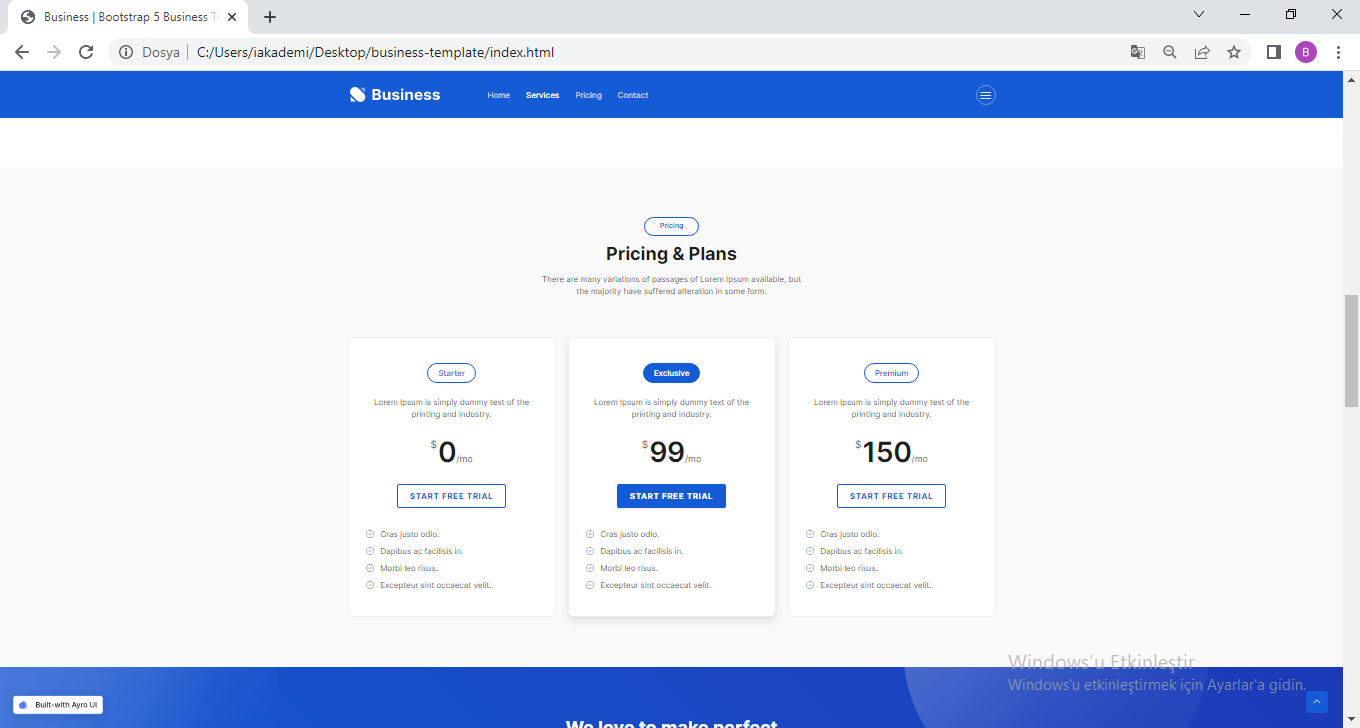 Business | Bootstrap 5 Business T
Dosya | C:/Users/iakademi/Desktop/business-template/index.html
B
Business Home Services Pricing Contact
Pricing
Pricing & Plans
There are many variations of passages of Lorem Ipsum available, but
the majority have suffered alteration in some form.
Starter
Lorem Ipsum is simply dummy text of the
printing and industry.
$0/mo
START FREE TRIAL
Cras justo odio.
Dapibus ac facilisis in.
Morbi leo risus.
Excepteur sint occaecat velit.
Exclusive
Lorem Ipsum is simply dummy text of the
printing and industry.
$99/mo
START FREE TRIAL
Cras justo odio.
Dapibus ac facilisis in.
Morbi leo risus.
Excepteur sint occaecat velit.
Premium
Lorem Ipsum is simply dummy text of the
printing and industry.
$150/mo
START FREE TRIAL
Cras justo odio.
Dapibus ac facilisis in.
Morbi leo risus.
Excepteur sint occaecat velit.
Windows'u Etkinleştir
Windows'u etkinleştirmek için Ayarlar'a gidin.
Built-with Ayro UI
We love to make perfect